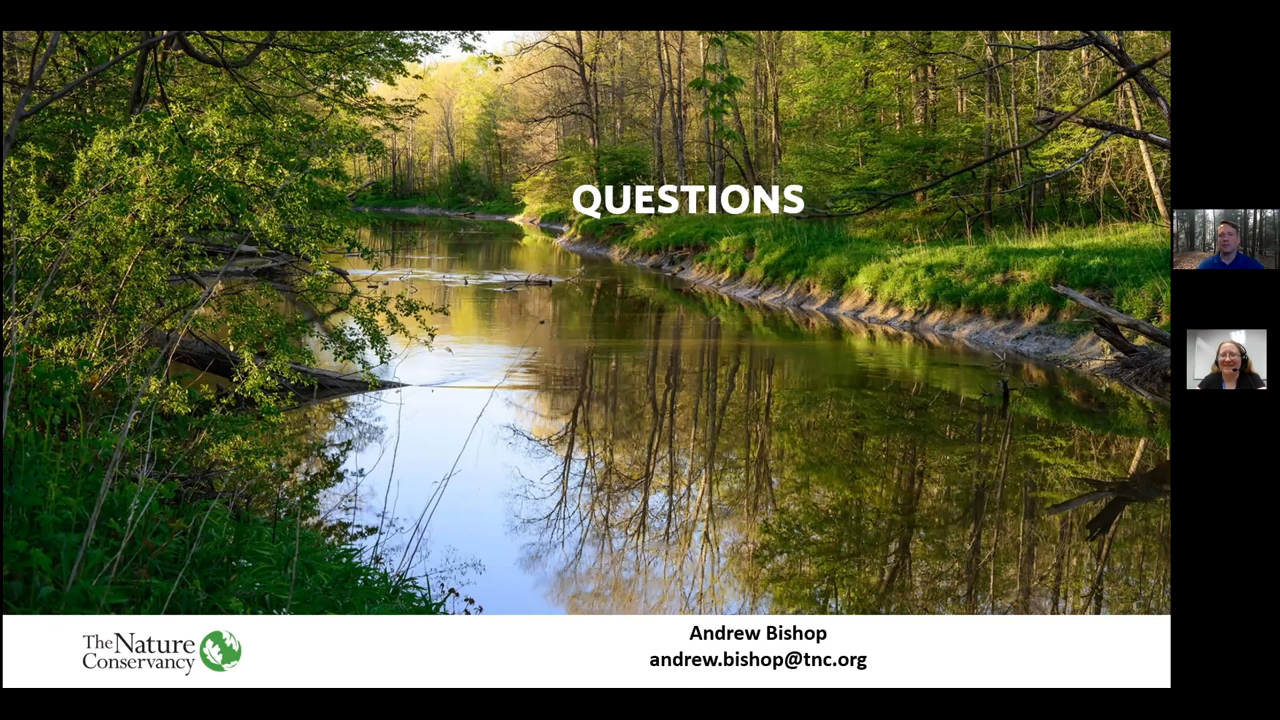 QUESTIONS
The Nature
Conservancy
Andrew Bishop
andrew.bishop@tnc.org